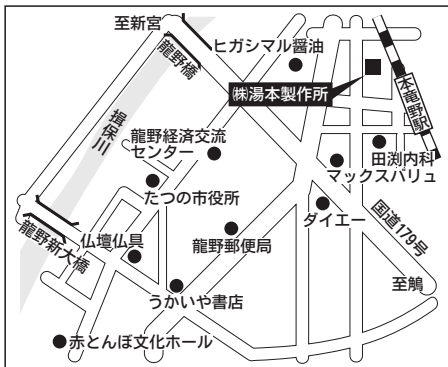 至新宮
龍野橋
ヒガシマル醤油
㈱湯本製作所
本竜野駅
揖保川
龍野経済交流
センター
田渕内科
マックスバリュ
たつの市役所
ダイエー
国道179号
龍野新大橋
仏壇仏具
龍野郵便局
至鵤
うかいや書店
赤とんぼ文化ホール